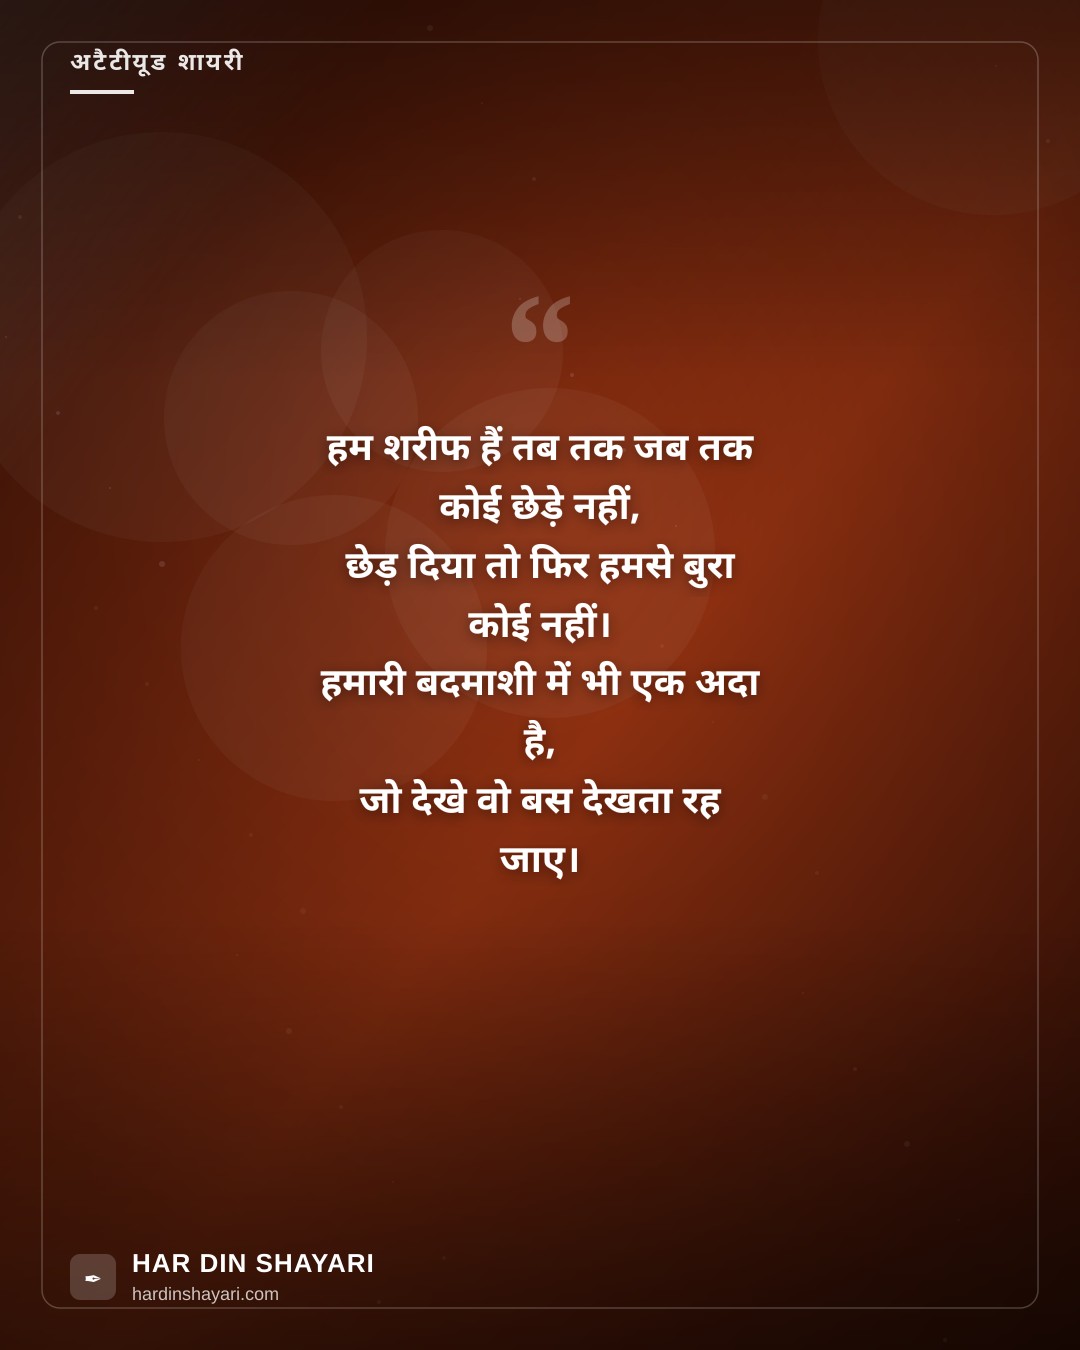 अटैटीयूड शायरी
“
हम शरीफ हैं तब तक जब तक
कोई छेड़े नहीं,
छेड़ दिया तो फिर हमसे बुरा
कोई नहीं।
हमारी बदमाशी में भी एक अदा
है,
जो देखे वो बस देखता रह
जाए।
HAR DIN SHAYARI
hardinshayari.com